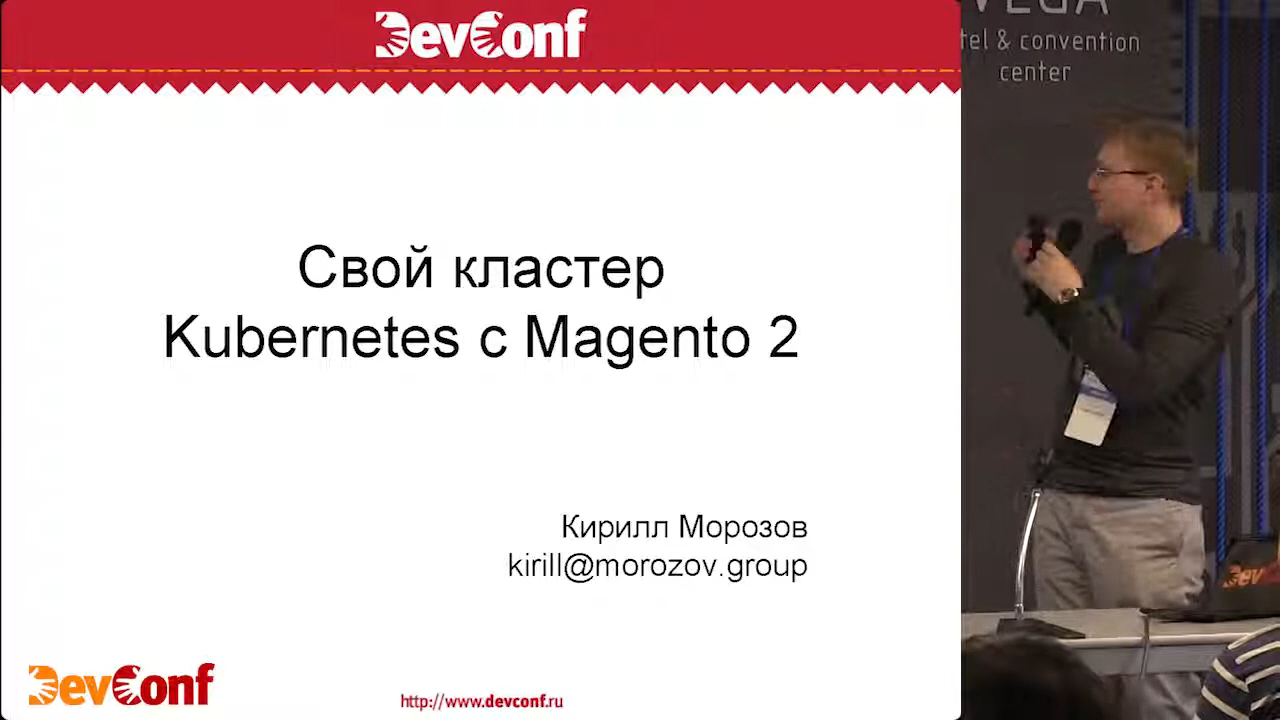 DevConf
Свой кластер
Kubernetes с Magento 2
Кирилл Морозов
kirill@morozov.group
DevConf
http://www.devconf.ru
VEGA
tel & convention
center